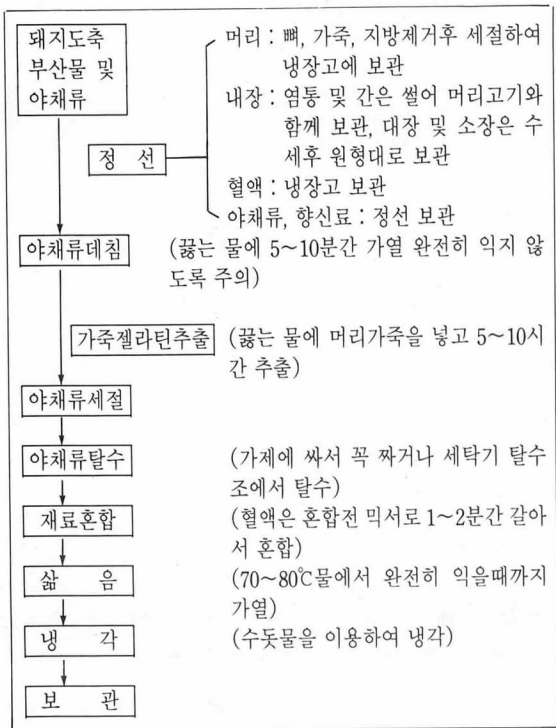 돼지도축
부산물 및
야채류
정 선
머리 : 뼈, 가죽, 지방제거후 세절하여
냉장고에 보관
내장 : 염통 및 간은 썰어 머리고기와
함께 보관, 대장 및 소장은 수
세후 원형대로 보관
혈액 : 냉장고 보관
야채류, 향신료 : 정선 보관
야채류데침 (끓는 물에 5~10분간 가열 완전히 익지 않
도록 주의)
가죽젤라틴추출 (끓는 물에 머리가죽을 넣고 5~10시
간 추출)
야채류세절
야채류탈수 (가제에 싸서 꼭 짜거나 세탁기 탈수
조에서 탈수)
재료혼합 (혈액은 혼합전 믹서로 1~2분간 갈아
서 혼합)
삶 음 (70~80℃물에서 완전히 익을때까지
가열)
냉 각 (수돗물을 이용하여 냉각)
보 관